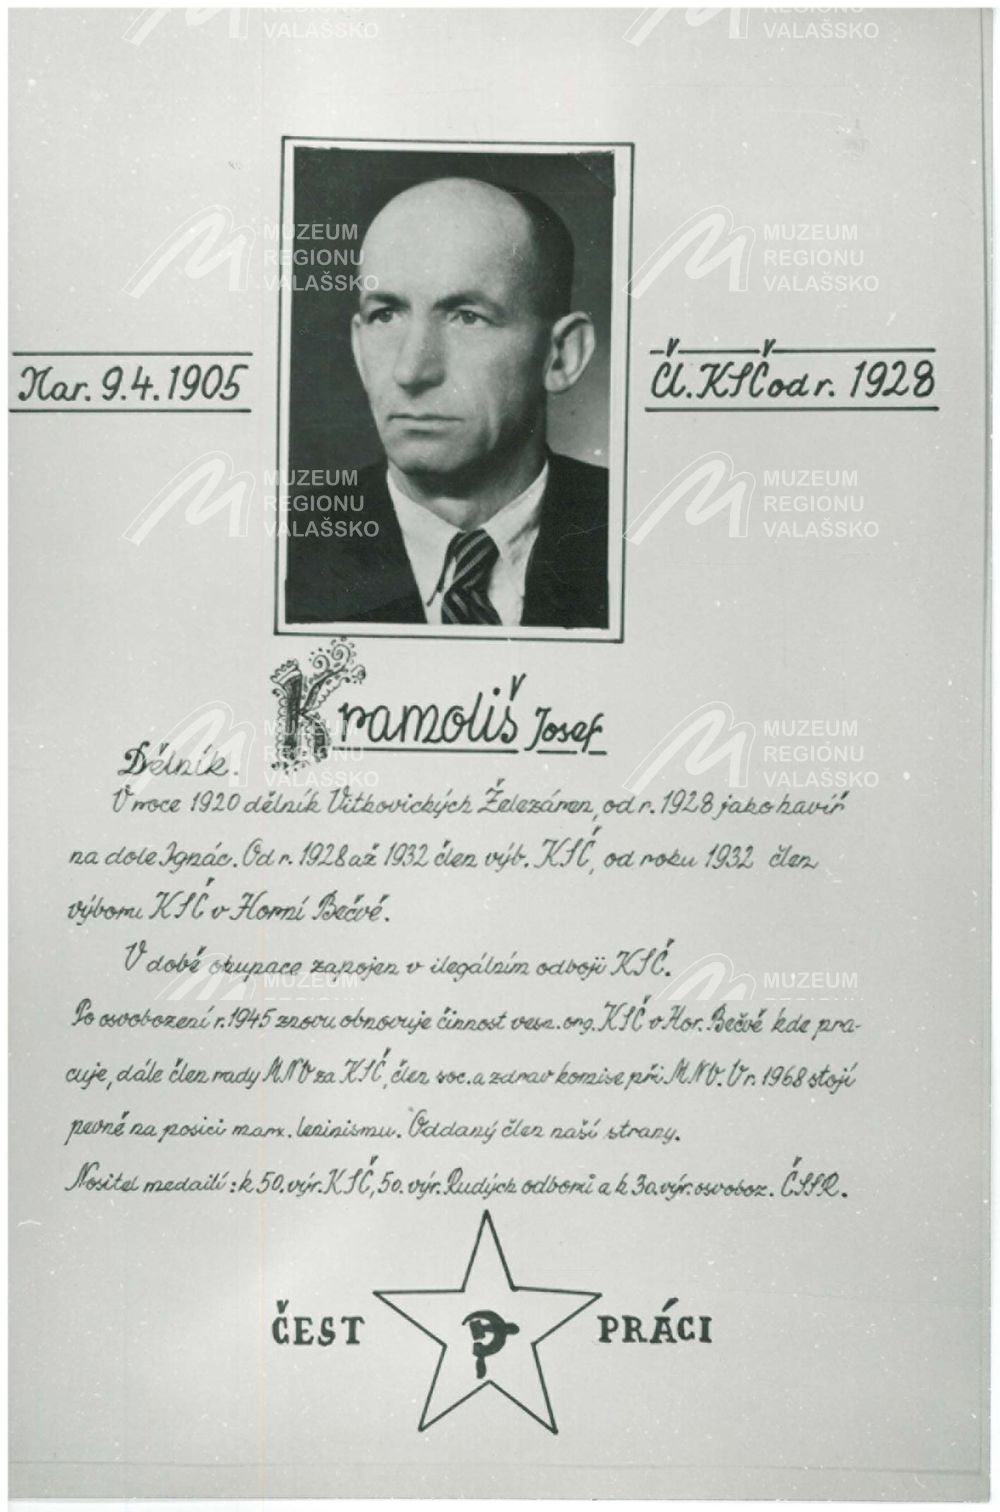 MUZEUM REGIONU VALAŠSKO
Nar. 9.4.1905
Čl. KSČ od r. 1928
Kramoliš Josef
Dělník.
V roce 1920 dělník Vítkovických Železáren, od r. 1928 jako havíř
na dole Ignác. Od r. 1928 až 1932 člen výb. KSČ, od roku 1932 člen
výboru KSČ v Horní Bečvě.
V době okupace zapojen v ilegálním odboji KSČ.
Po osvobození r. 1945 znovu obnovuje činnost vesn. org. KSČ v Hor. Bečvě kde pra-
cuje, dále člen rady MNV za KSČ, člen soc. a zdrav komise při MNV. V r. 1968 stojí
pevně na posici marx. leninismu. Oddaný člen naší strany.
Nositel medailí: k 50. výr. KSČ, 50. výr. Rudých odborů a k 30. výr. osvoboz. ČSSR.
ČEST PRÁCI